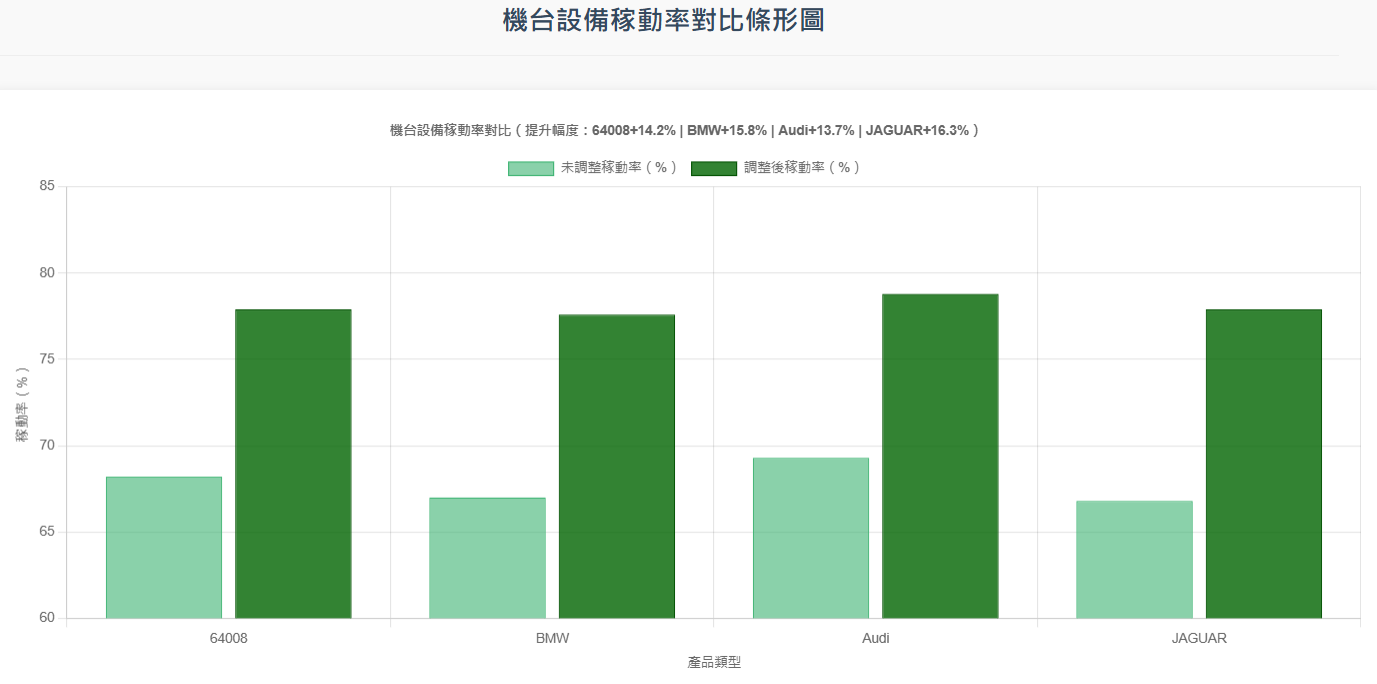 機台設備稼動率對比條形圖
機台設備稼動率對比（提升幅度：64008+14.2% | BMW+15.8% | Audi+13.7% | JAGUAR+16.3%）
未調整稼動率（%） 調整後稼動率（%）
85
80
75
70
65
60
稼動率（%）
64008 BMW Audi JAGUAR
產品類型